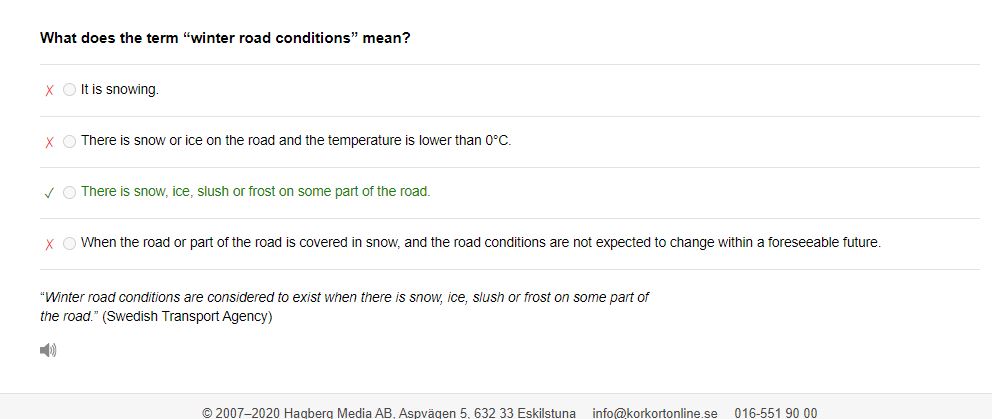 What does the term “winter road conditions” mean?
It is snowing.
There is snow or ice on the road and the temperature is lower than 0°C.
There is snow, ice, slush or frost on some part of the road.
When the road or part of the road is covered in snow, and the road conditions are not expected to change within a foreseeable future.
“Winter road conditions are considered to exist when there is snow, ice, slush or frost on some part of
the road.” (Swedish Transport Agency)
© 2007–2020 Hagberg Media AB, Aspvägen 5, 632 33 Eskilstuna info@korkortonline.se 016-551 90 00